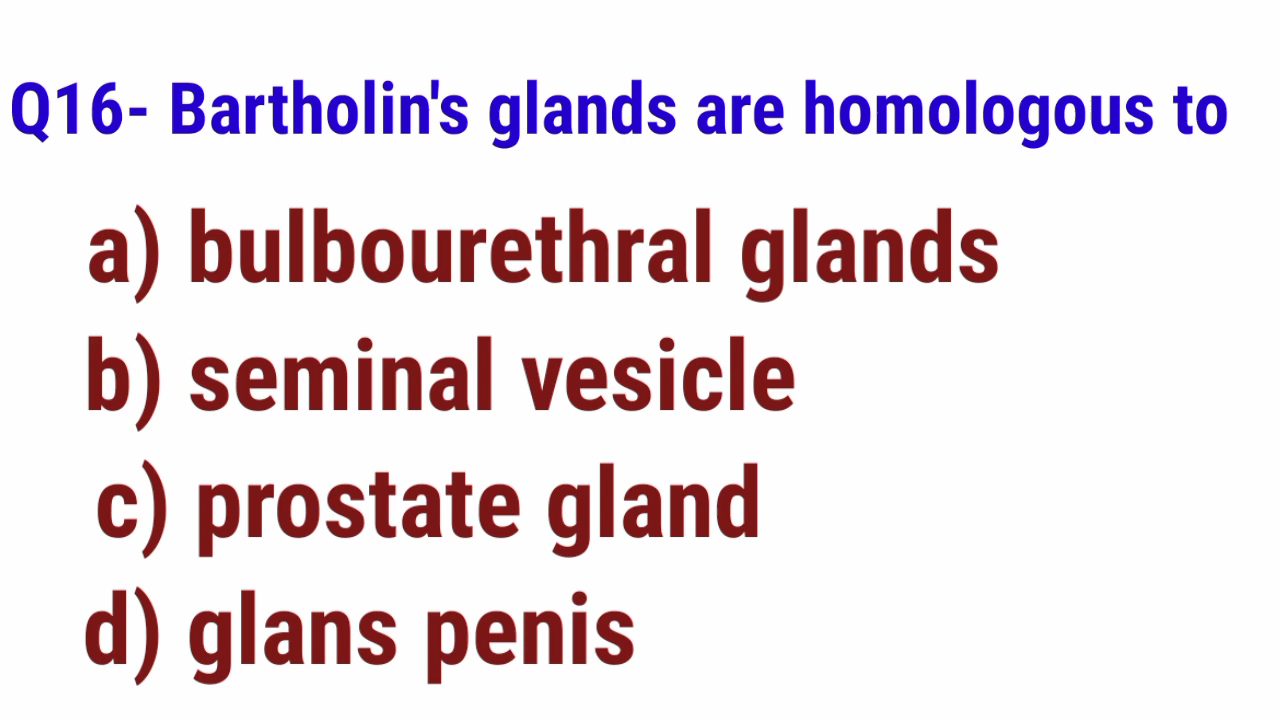 Q16- Bartholin's glands are homologous to
a) bulbourethral glands
b) seminal vesicle
c) prostate gland
d) glans penis